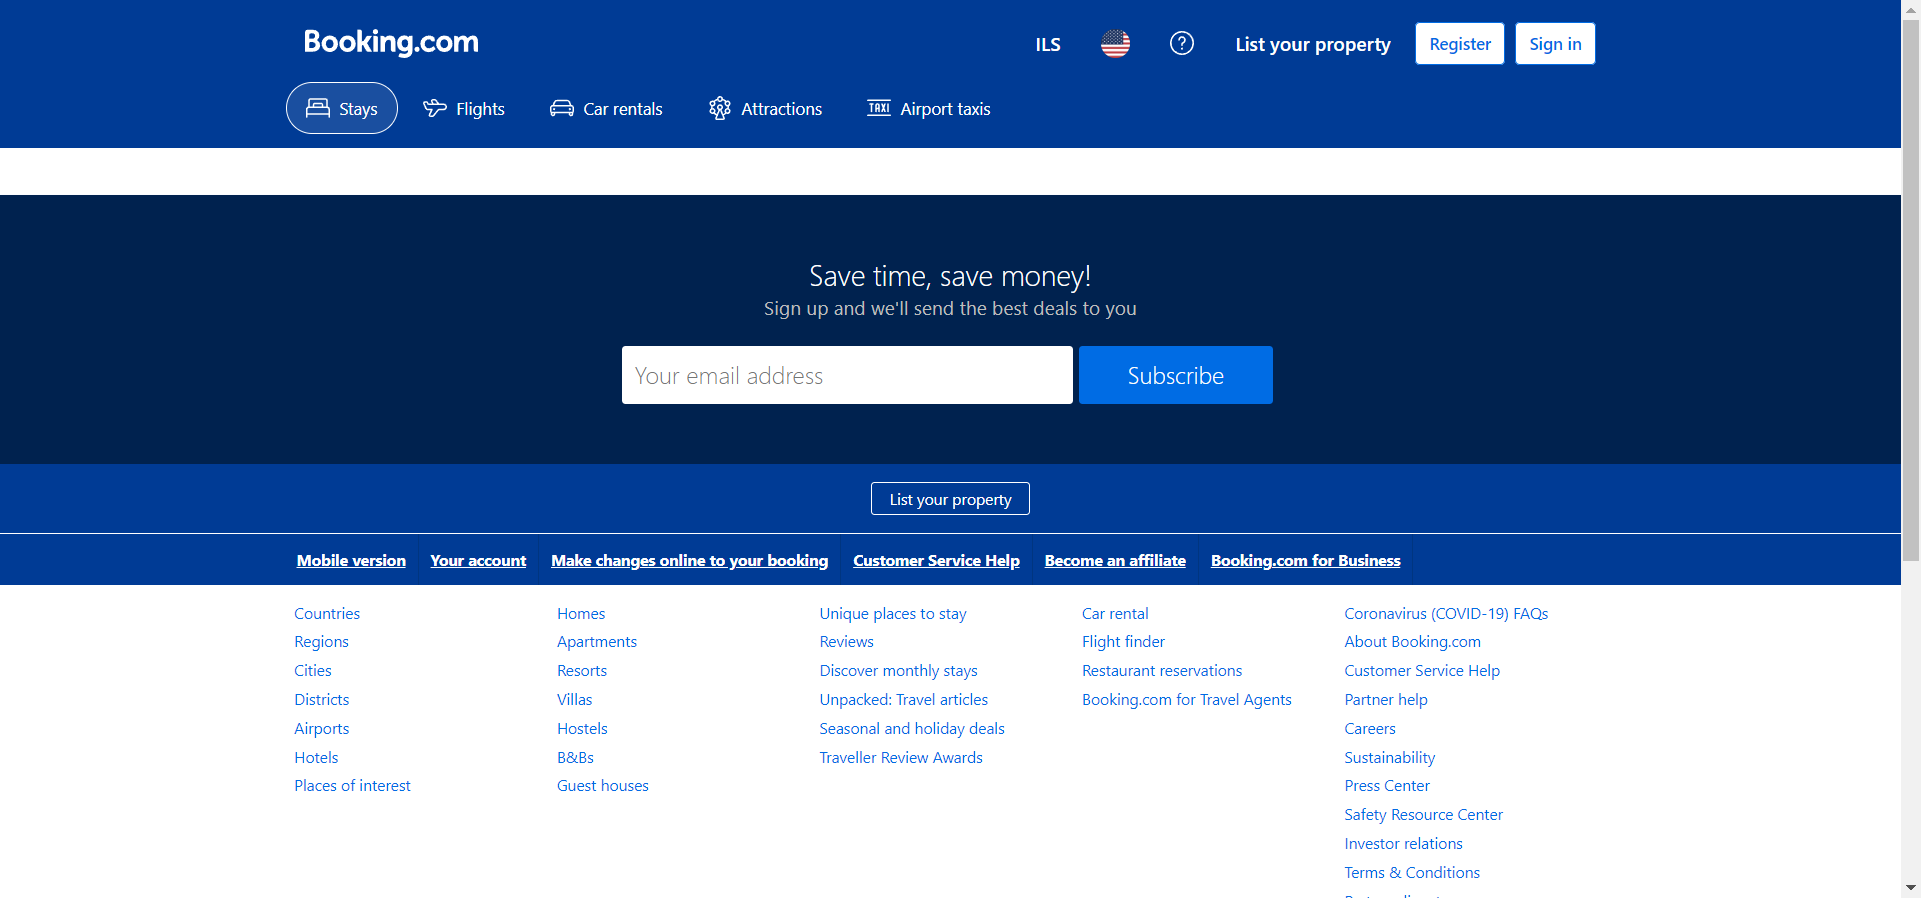 Booking.com
ILS
List your property
Register
Sign in
Stays
Flights
Car rentals
Attractions
TAXI
Airport taxis
Save time, save money!
Sign up and we'll send the best deals to you
Your email address
Subscribe
List your property
Mobile version
Your account
Make changes online to your booking
Customer Service Help
Become an affiliate
Booking.com for Business
Countries
Regions
Cities
Districts
Airports
Hotels
Places of interest
Homes
Apartments
Resorts
Villas
Hostels
B&Bs
Guest houses
Unique places to stay
Reviews
Discover monthly stays
Unpacked: Travel articles
Seasonal and holiday deals
Traveller Review Awards
Car rental
Flight finder
Restaurant reservations
Booking.com for Travel Agents
Coronavirus (COVID-19) FAQs
About Booking.com
Customer Service Help
Partner help
Careers
Sustainability
Press Center
Safety Resource Center
Investor relations
Terms & Conditions